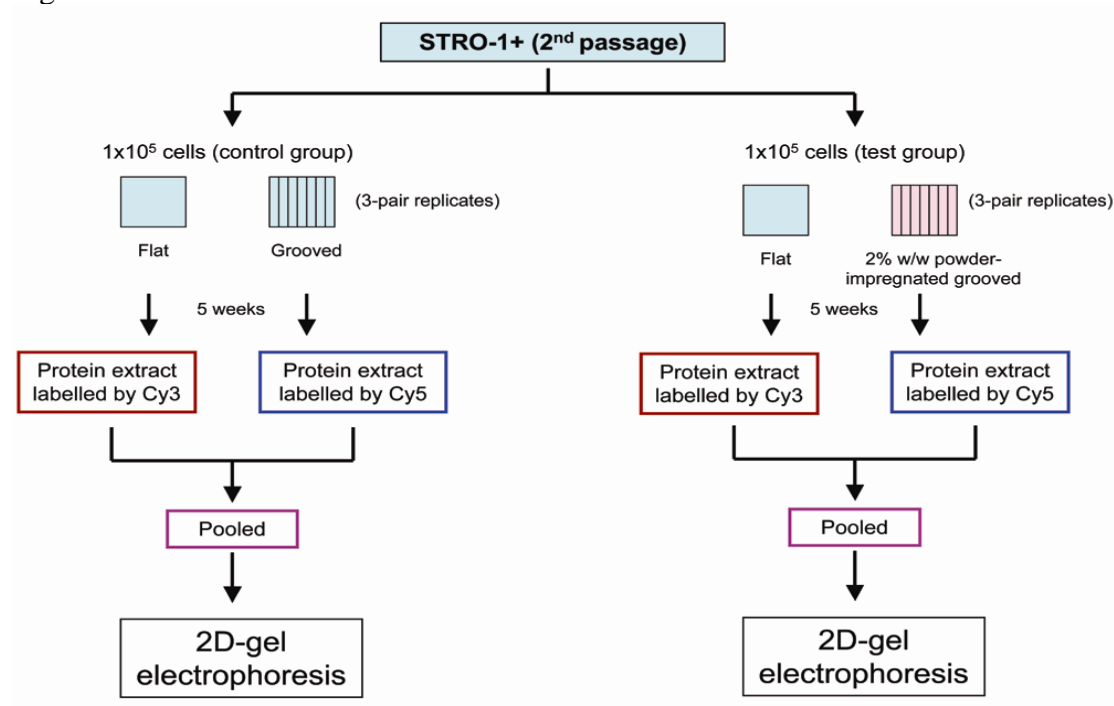 STRO-1+ (2nd passage)
1x10⁵ cells (control group)
(3-pair replicates)
Flat
Grooved
5 weeks
Protein extract
labelled by Cy3
Protein extract
labelled by Cy5
Pooled
2D-gel
electrophoresis
1x10⁵ cells (test group)
(3-pair replicates)
Flat
2% w/w powder-
impregnated grooved
5 weeks
Protein extract
labelled by Cy3
Protein extract
labelled by Cy5
Pooled
2D-gel
electrophoresis